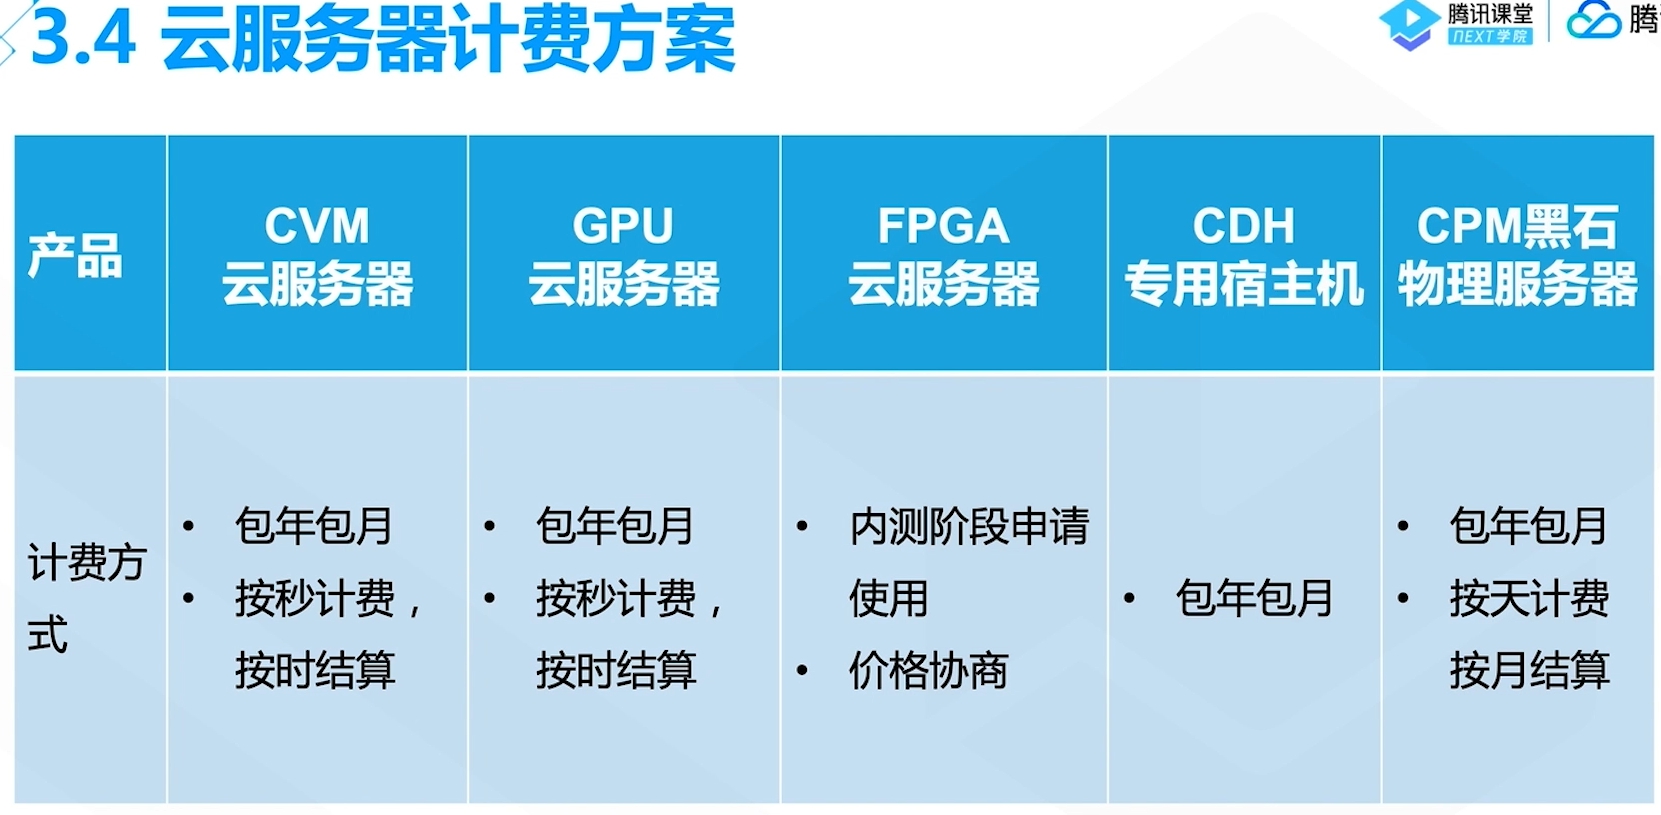 3.4 云服务器计费方案
腾讯课堂
NEXT学院
腾
产品
CVM
云服务器
GPU
云服务器
FPGA
云服务器
CDH
专用宿主机
CPM黑石
物理服务器
计费方
式
• 包年包月
• 按秒计费，
按时结算
• 包年包月
• 按秒计费，
按时结算
• 内测阶段申请
使用
• 价格协商
• 包年包月
• 包年包月
• 按天计费
按月结算